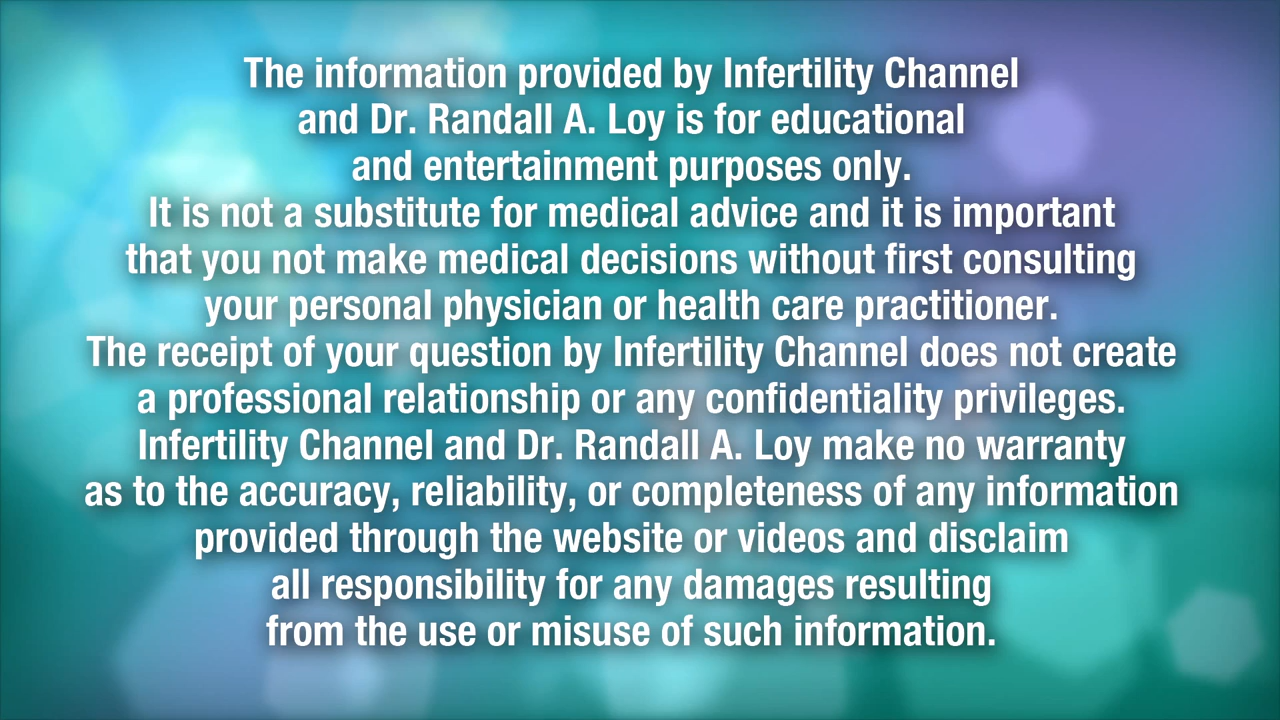 The information provided by Infertility Channel
and Dr. Randall A. Loy is for educational
and entertainment purposes only.
It is not a substitute for medical advice and it is important
that you not make medical decisions without first consulting
your personal physician or health care practitioner.
The receipt of your question by Infertility Channel does not create
a professional relationship or any confidentiality privileges.
Infertility Channel and Dr. Randall A. Loy make no warranty
as to the accuracy, reliability, or completeness of any information
provided through the website or videos and disclaim
all responsibility for any damages resulting
from the use or misuse of such information.